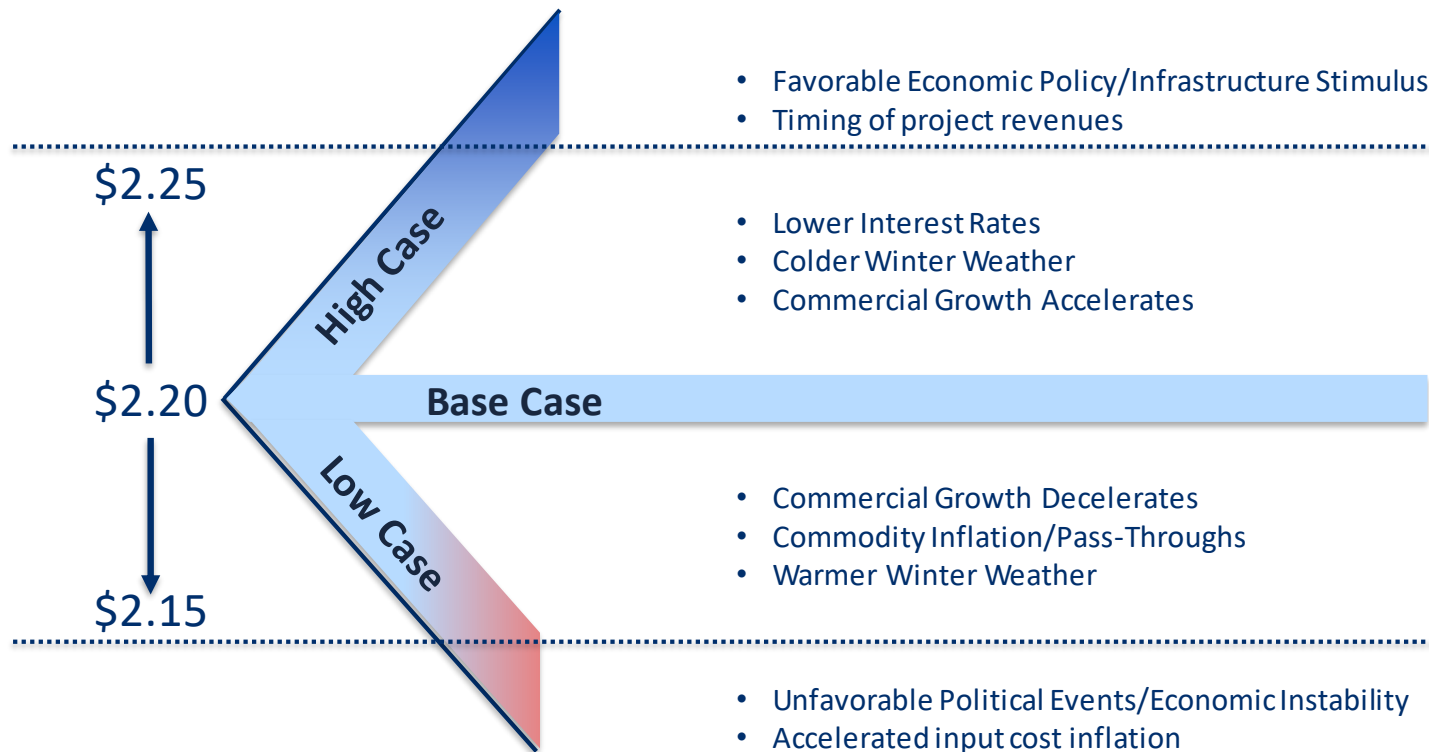 • Favorable Economic Policy/Infrastructure Stimulus
• Timing of project revenues
$2.25
• Lower Interest Rates
• Colder Winter Weather
• Commercial Growth Accelerates
High Case
$2.20
Base Case
Low Case
• Commercial Growth Decelerates
• Commodity Inflation/Pass-Throughs
• Warmer Winter Weather
$2.15
• Unfavorable Political Events/Economic Instability
• Accelerated input cost inflation